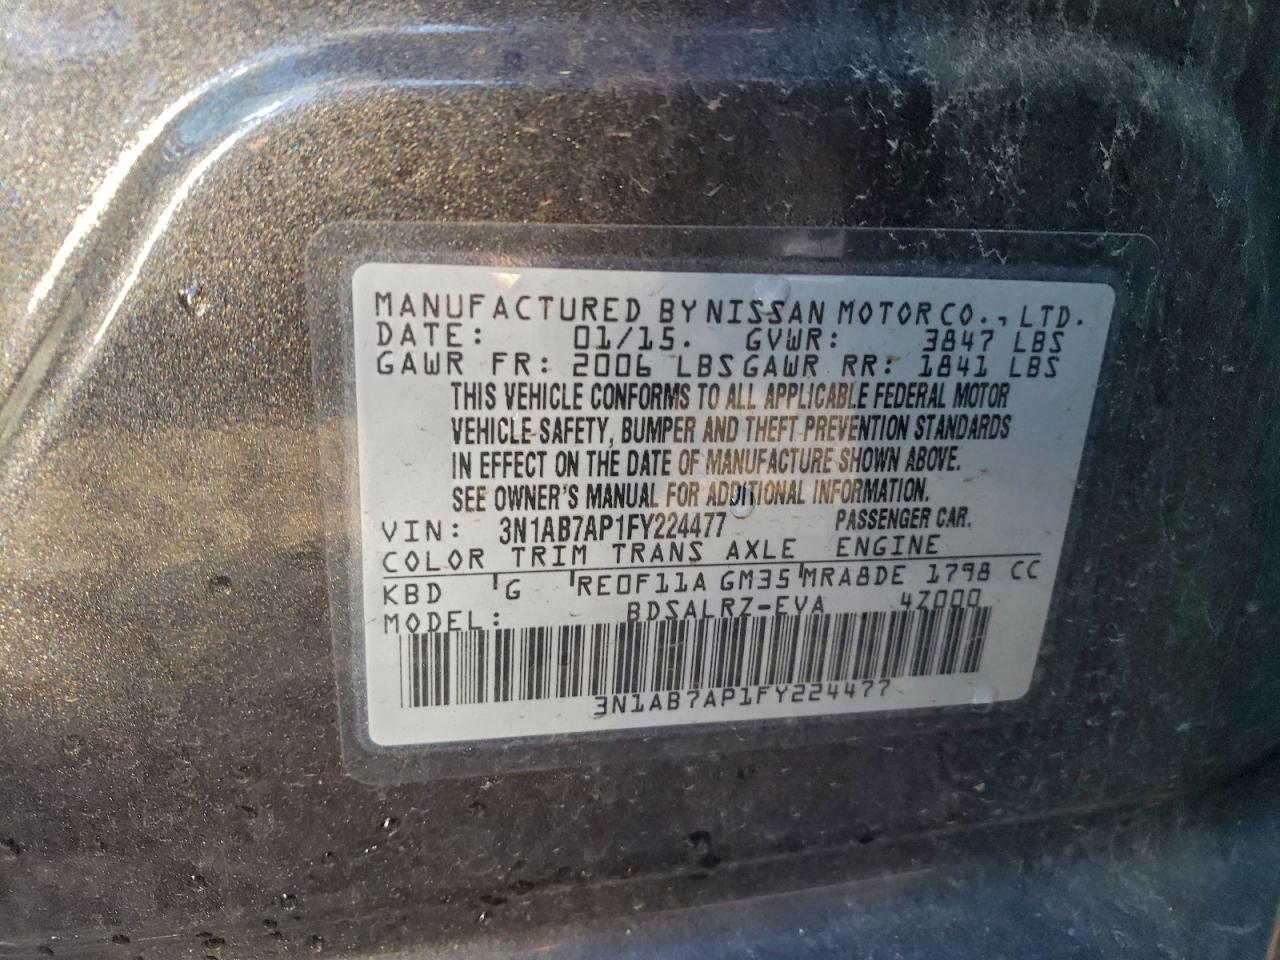 MANUFACTURED BY NISSAN MOTOR CO., LTD.
DATE: 01/15. GVWR: 3847 LBS
GAWR FR: 2006 LBS GAWR RR: 1841 LBS
THIS VEHICLE CONFORMS TO ALL APPLICABLE FEDERAL MOTOR
VEHICLE SAFETY, BUMPER AND THEFT PREVENTION STANDARDS
IN EFFECT ON THE DATE OF MANUFACTURE SHOWN ABOVE.
SEE OWNER'S MANUAL FOR ADDITIONAL INFORMATION.
VIN: 3N1AB7AP1FY224477 PASSENGER CAR.
COLOR TRIM TRANS AXLE ENGINE
KBD G RE0F11A GM35 MRA8DE 1798 CC
MODEL: BDSALRZ-EVA 4Z000
3N1AB7AP1FY224477